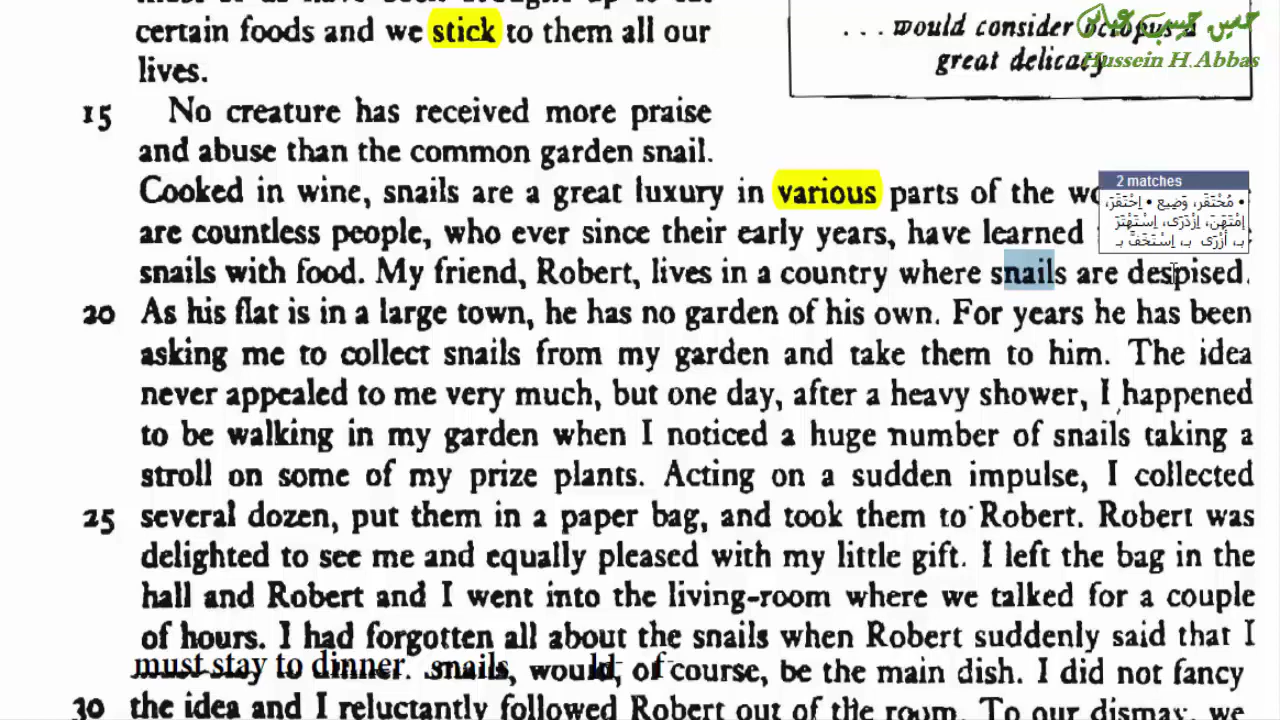 certain foods and we stick to them all our
lives.
... would consider octopus a
great delicacy
حسين حبيب عباس
Hussein H.Abbas
15 No creature has received more praise
and abuse than the common garden snail.
Cooked in wine, snails are a great luxury in various parts of the
are countless people, who ever since their early years, have learned
snails with food. My friend, Robert, lives in a country where snails are despised.
2 matches
• مُحْتَقَر، وَضِيع • اِحْتَقَرَ،
اِمْتَهَنَ، اِزْدَرَى، اِسْتَهْتَرَ
بـ، أَزْرَى بـ، اِسْتَخَفَّ بـ
20 As his flat is in a large town, he has no garden of his own. For years he has been
asking me to collect snails from my garden and take them to him. The idea
never appealed to me very much, but one day, after a heavy shower, I happened
to be walking in my garden when I noticed a huge number of snails taking a
stroll on some of my prize plants. Acting on a sudden impulse, I collected
25 several dozen, put them in a paper bag, and took them to Robert. Robert was
delighted to see me and equally pleased with my little gift. I left the bag in the
hall and Robert and I went into the living-room where we talked for a couple
of hours. I had forgotten all about the snails when Robert suddenly said that I
must stay to dinner. snails, would, of course, be the main dish. I did not fancy
30 the idea and I reluctantly followed Robert out of the room. To our dismay, we